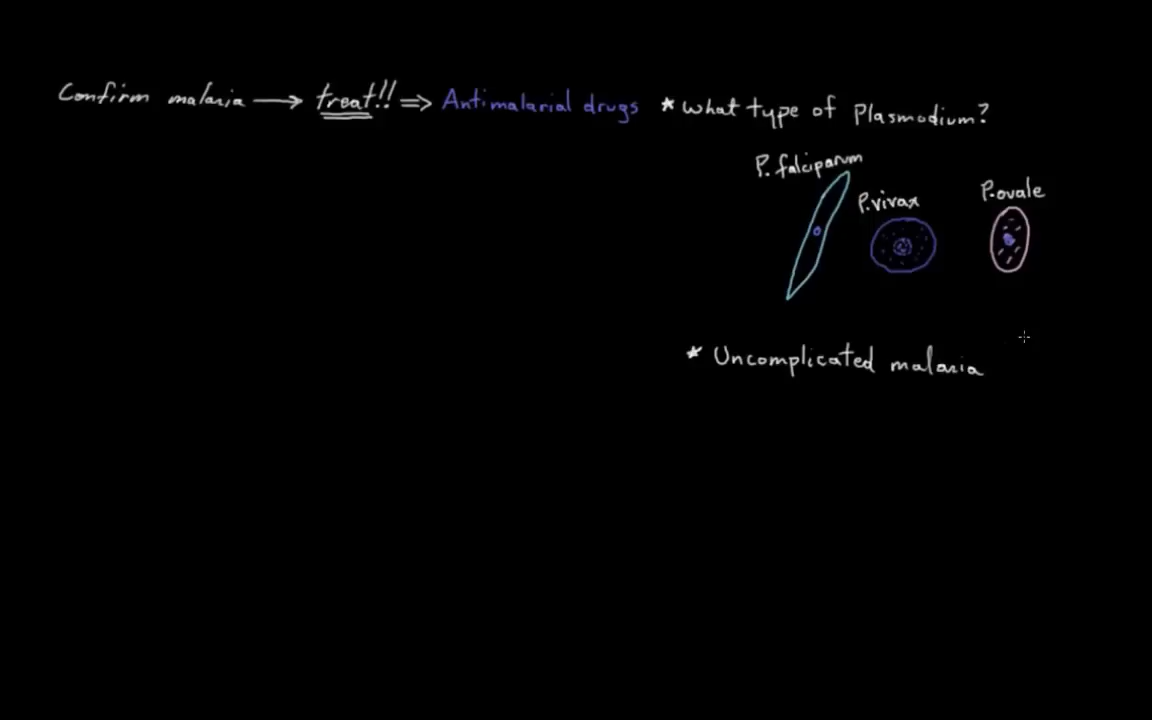 Confirm malaria → treat!! ⇒ Antimalarial drugs * What type of Plasmodium?
P. falciparum
P. vivax
P. ovale
* Uncomplicated malaria